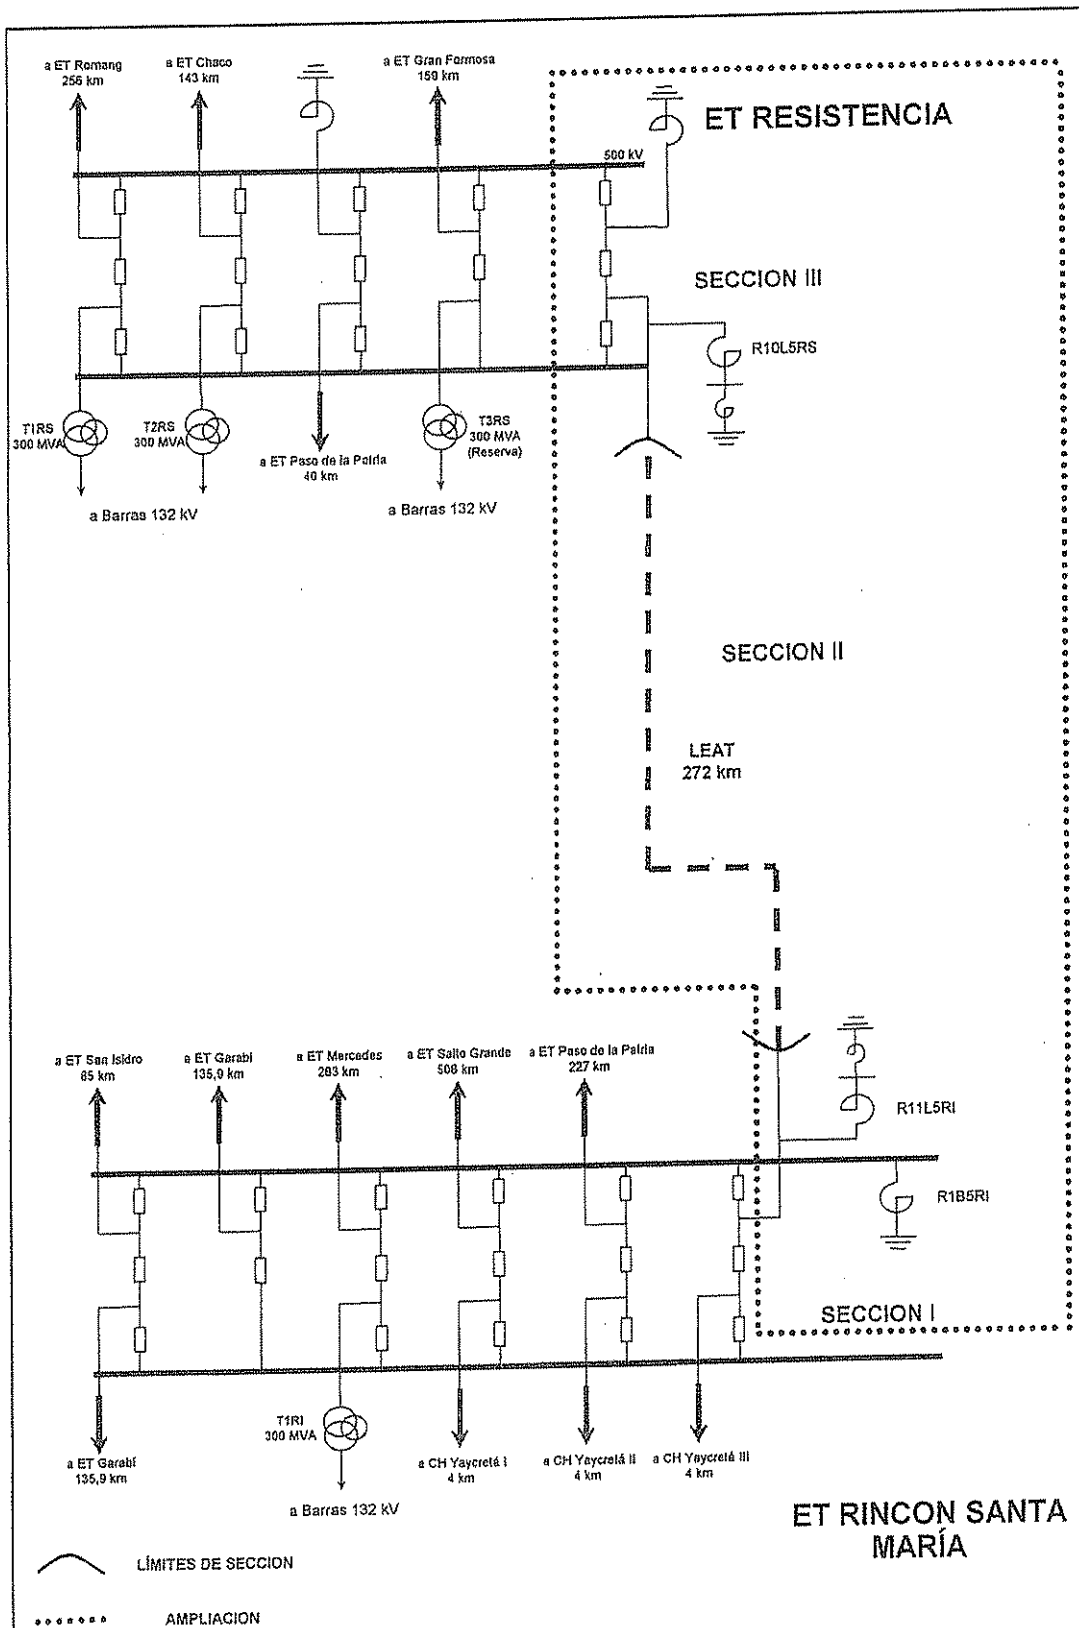 a ET Romang
256 km
a ET Chaco
143 km
a ET Gran Formosa
159 km
ET RESISTENCIA
500 kV
SECCION III
R10L5RS
T1RS
300 MVA
T2RS
300 MVA
T3RS
300 MVA
(Reserva)
a ET Paso de la Patria
40 km
a Barras 132 kV
a Barras 132 kV
SECCION II
LEAT
272 km
a ET San Isidro
85 km
a ET Garabí
135,9 km
a ET Mercedes
283 km
a ET Salto Grande
506 km
a ET Paso de la Patria
227 km
R11L5RI
R1B5RI
SECCION I
T1RI
300 MVA
a ET Garabí
135,9 km
a CH Yaycretá I
4 km
a CH Yaycretá II
4 km
a CH Yaycretá III
4 km
a Barras 132 kV
ET RINCON SANTA
MARÍA
LÍMITES DE SECCION
AMPLIACION